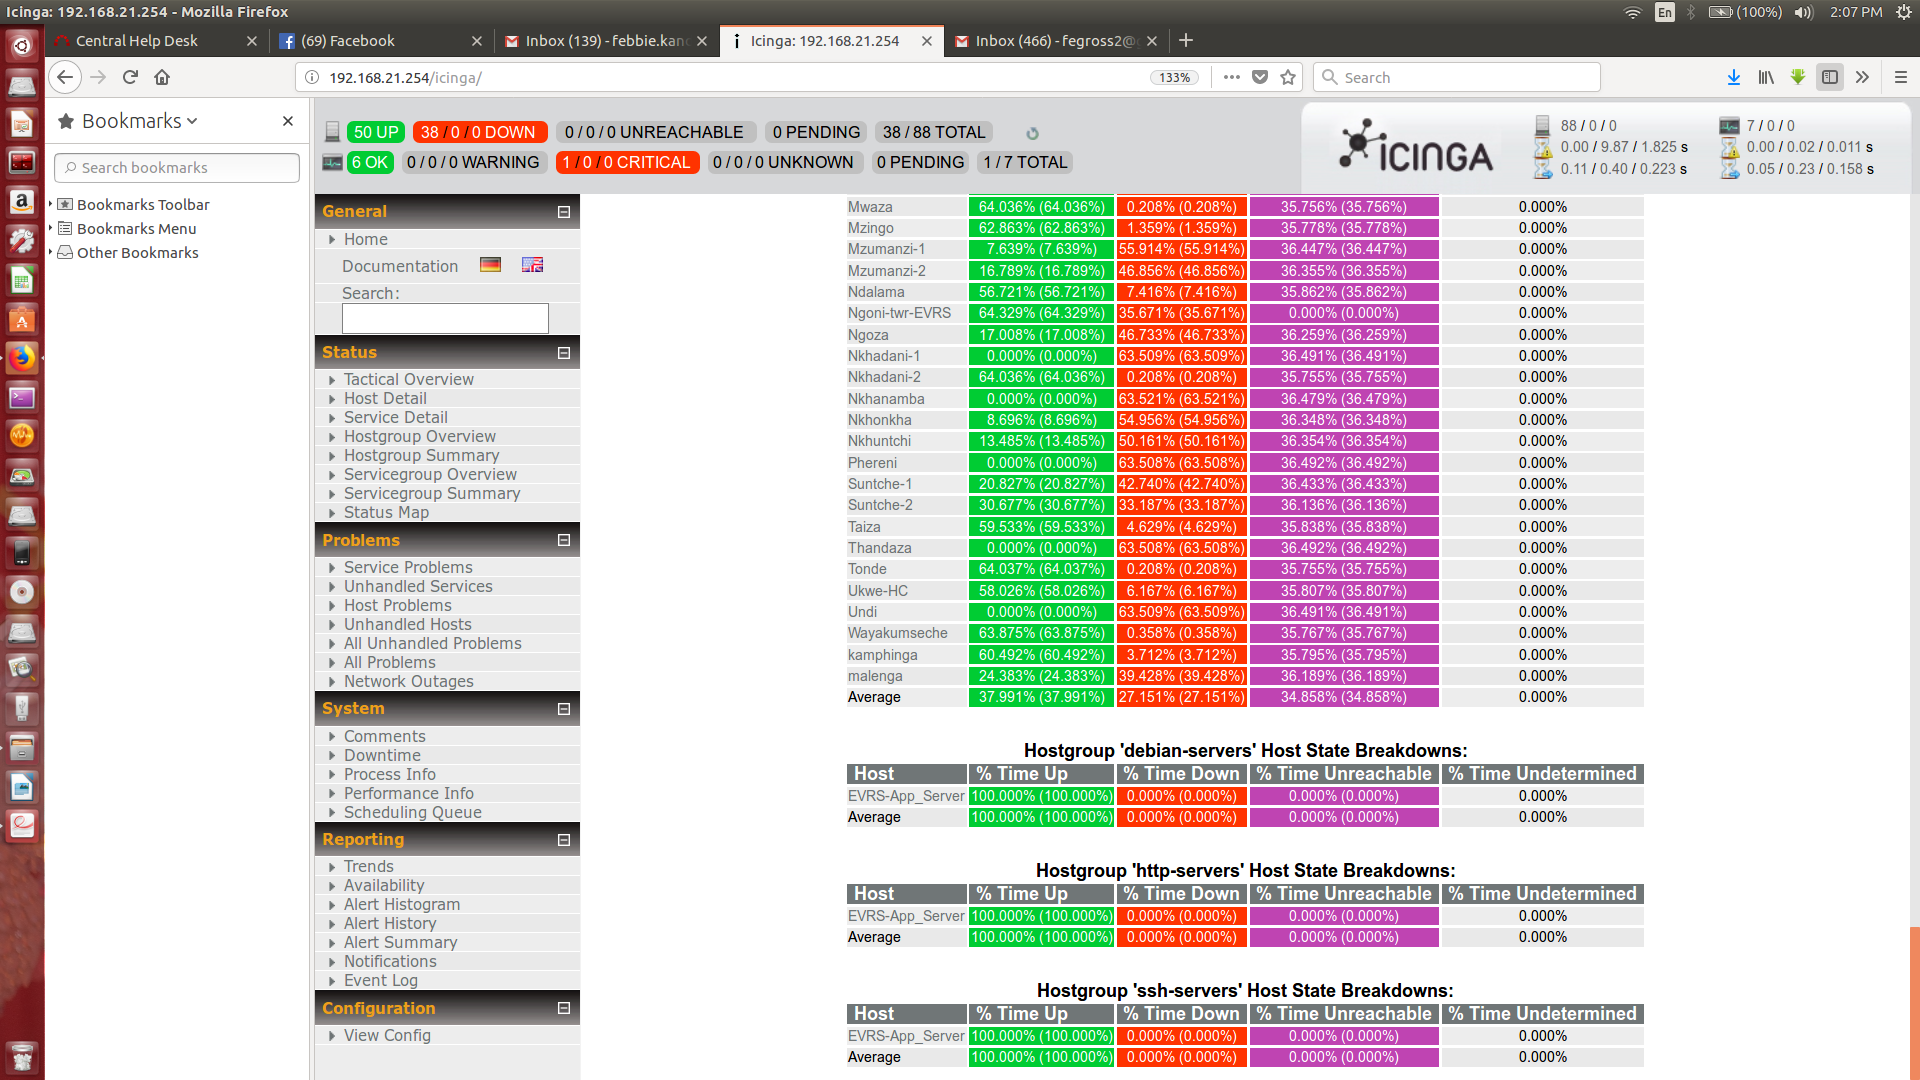 Icinga: 192.168.21.254 - Mozilla Firefox
En (100%) 2:07 PM
Central Help Desk
(69) Facebook
Inbox (139) - febbie.kan
Icinga: 192.168.21.254
Inbox (466) - fegross2@
192.168.21.254/icinga/
133%
Search
Bookmarks
Search bookmarks
Bookmarks Toolbar
Bookmarks Menu
Other Bookmarks
50 UP 38 / 0 / 0 DOWN 0 / 0 / 0 UNREACHABLE 0 PENDING 38 / 88 TOTAL
6 OK 0 / 0 / 0 WARNING 1 / 0 / 0 CRITICAL 0 / 0 / 0 UNKNOWN 0 PENDING 1 / 7 TOTAL
ICINGA
88 / 0 / 0
0.00 / 9.87 / 1.825 s
0.11 / 0.40 / 0.223 s
7 / 0 / 0
0.00 / 0.02 / 0.011 s
0.05 / 0.23 / 0.158 s
General
Home
Documentation
Search:
Status
Tactical Overview
Host Detail
Service Detail
Hostgroup Overview
Hostgroup Summary
Servicegroup Overview
Servicegroup Summary
Status Map
Problems
Service Problems
Unhandled Services
Host Problems
Unhandled Hosts
All Unhandled Problems
All Problems
Network Outages
System
Comments
Downtime
Process Info
Performance Info
Scheduling Queue
Reporting
Trends
Availability
Alert Histogram
Alert History
Alert Summary
Notifications
Event Log
Configuration
View Config
Mwaza 64.036% (64.036%) 0.208% (0.208%) 35.756% (35.756%) 0.000%
Mzingo 62.863% (62.863%) 1.359% (1.359%) 35.778% (35.778%) 0.000%
Mzumanzi-1 7.639% (7.639%) 55.914% (55.914%) 36.447% (36.447%) 0.000%
Mzumanzi-2 16.789% (16.789%) 46.856% (46.856%) 36.355% (36.355%) 0.000%
Ndalama 56.721% (56.721%) 7.416% (7.416%) 35.862% (35.862%) 0.000%
Ngoni-twr-EVRS 64.329% (64.329%) 35.671% (35.671%) 0.000% (0.000%) 0.000%
Ngoza 17.008% (17.008%) 46.733% (46.733%) 36.259% (36.259%) 0.000%
Nkhadani-1 0.000% (0.000%) 63.509% (63.509%) 36.491% (36.491%) 0.000%
Nkhadani-2 64.036% (64.036%) 0.208% (0.208%) 35.755% (35.755%) 0.000%
Nkhanamba 0.000% (0.000%) 63.521% (63.521%) 36.479% (36.479%) 0.000%
Nkhonkha 8.696% (8.696%) 54.956% (54.956%) 36.348% (36.348%) 0.000%
Nkhuntchi 13.485% (13.485%) 50.161% (50.161%) 36.354% (36.354%) 0.000%
Phereni 0.000% (0.000%) 63.508% (63.508%) 36.492% (36.492%) 0.000%
Suntche-1 20.827% (20.827%) 42.740% (42.740%) 36.433% (36.433%) 0.000%
Suntche-2 30.677% (30.677%) 33.187% (33.187%) 36.136% (36.136%) 0.000%
Taiza 59.533% (59.533%) 4.629% (4.629%) 35.838% (35.838%) 0.000%
Thandaza 0.000% (0.000%) 63.508% (63.508%) 36.492% (36.492%) 0.000%
Tonde 64.037% (64.037%) 0.208% (0.208%) 35.755% (35.755%) 0.000%
Ukwe-HC 58.026% (58.026%) 6.167% (6.167%) 35.807% (35.807%) 0.000%
Undi 0.000% (0.000%) 63.509% (63.509%) 36.491% (36.491%) 0.000%
Wayakumseche 63.875% (63.875%) 0.358% (0.358%) 35.767% (35.767%) 0.000%
kamphinga 60.492% (60.492%) 3.712% (3.712%) 35.795% (35.795%) 0.000%
malenga 24.383% (24.383%) 39.428% (39.428%) 36.189% (36.189%) 0.000%
Average 37.991% (37.991%) 27.151% (27.151%) 34.858% (34.858%) 0.000%
Hostgroup 'debian-servers' Host State Breakdowns:
Host % Time Up % Time Down % Time Unreachable % Time Undetermined
EVRS-App_Server 100.000% (100.000%) 0.000% (0.000%) 0.000% (0.000%) 0.000%
Average 100.000% (100.000%) 0.000% (0.000%) 0.000% (0.000%) 0.000%
Hostgroup 'http-servers' Host State Breakdowns:
Host % Time Up % Time Down % Time Unreachable % Time Undetermined
EVRS-App_Server 100.000% (100.000%) 0.000% (0.000%) 0.000% (0.000%) 0.000%
Average 100.000% (100.000%) 0.000% (0.000%) 0.000% (0.000%) 0.000%
Hostgroup 'ssh-servers' Host State Breakdowns:
Host % Time Up % Time Down % Time Unreachable % Time Undetermined
EVRS-App_Server 100.000% (100.000%) 0.000% (0.000%) 0.000% (0.000%) 0.000%
Average 100.000% (100.000%) 0.000% (0.000%) 0.000% (0.000%) 0.000%